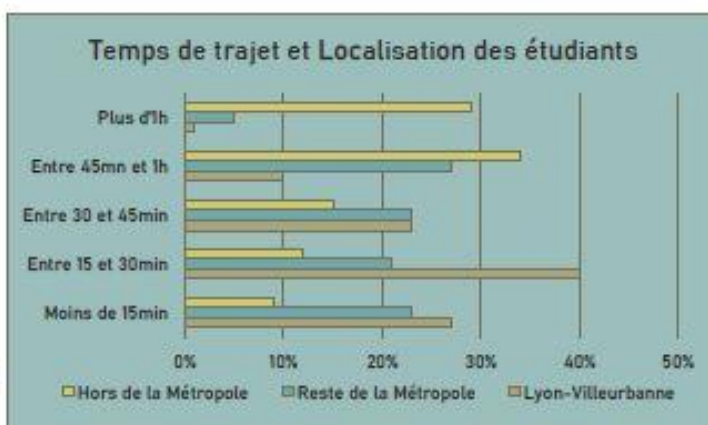 Temps de trajet et Localisation des étudiants
Plus d'1h
Entre 45mn et 1h
Entre 30 et 45min
Entre 15 et 30min
Moins de 15min
0% 10% 20% 30% 40% 50%
Hors de la Métropole Reste de la Métropole Lyon-Villeurbanne